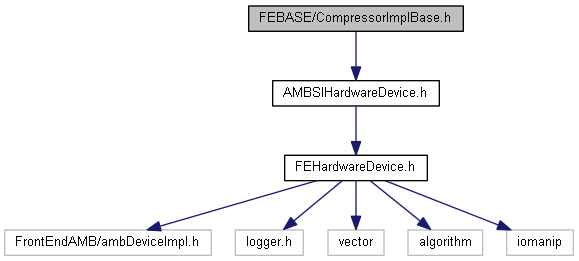 FEBASE/CompressorImplBase.h
AMBSIHardwareDevice.h
FEHardwareDevice.h
FrontEndAMB/ambDeviceImpl.h
logger.h
vector
algorithm
iomanip